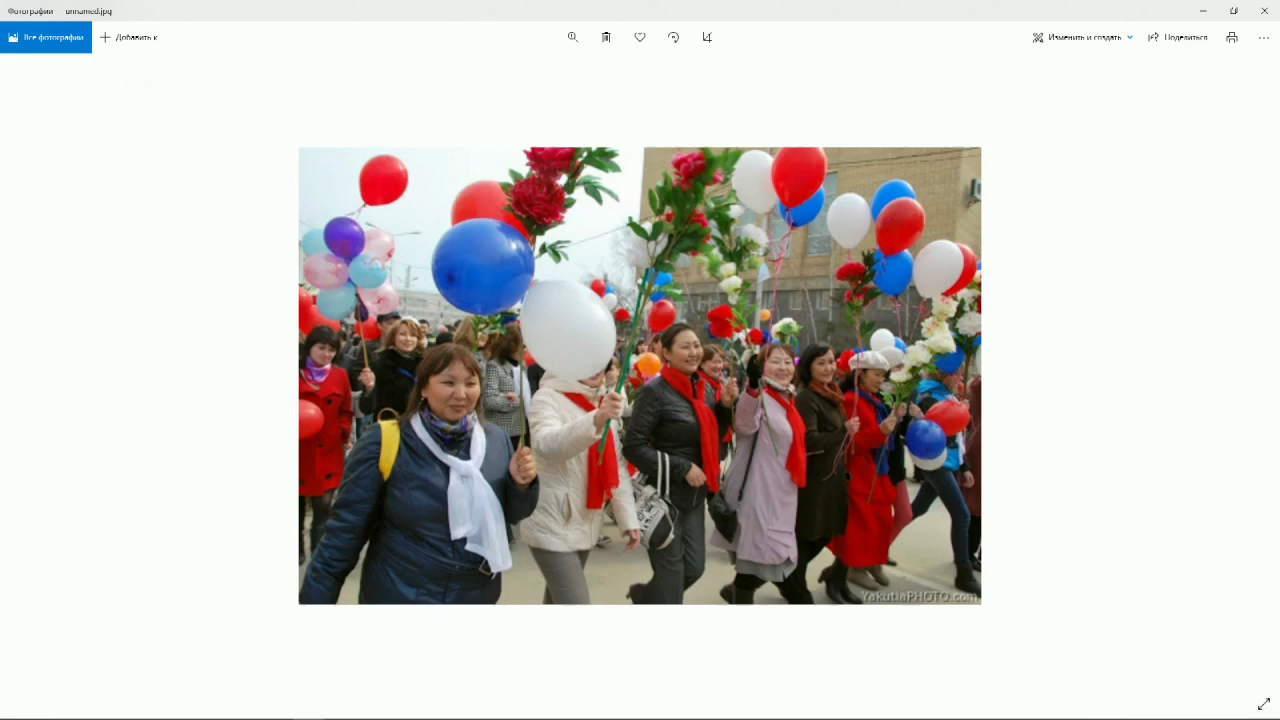 Фотографии - unnamed.jpg
Все фотографии
Добавить к
Изменить и создать
Поделиться
YakutiaPHOTO.com